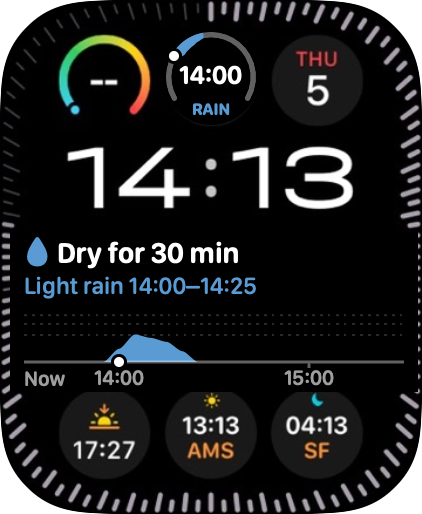 --
14:00
RAIN
THU
5
14:13
Dry for 30 min
Light rain 14:00–14:25
Now 14:00 15:00
17:27
13:13
AMS
04:13
SF